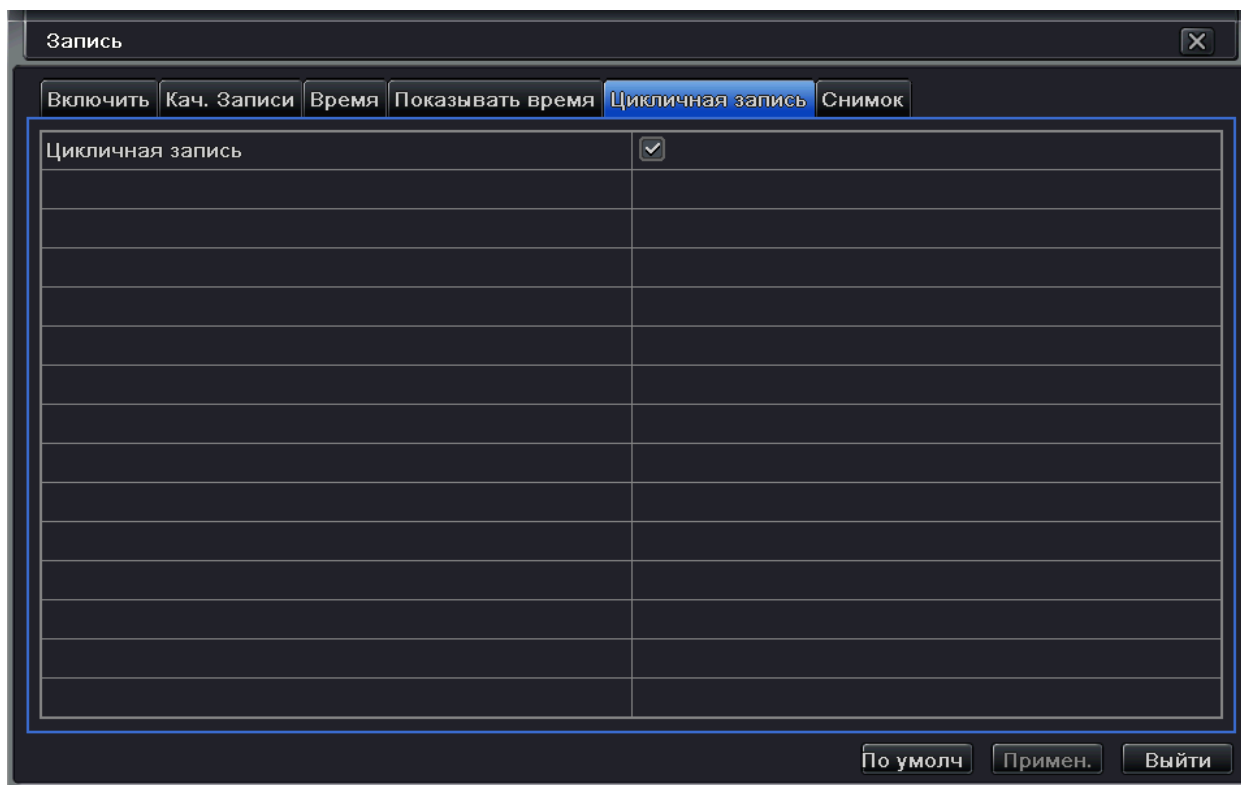 Запись
Включить Кач. Записи Время Показывать время Цикличная запись Снимок
Цикличная запись
По умолч Примен. Выйти